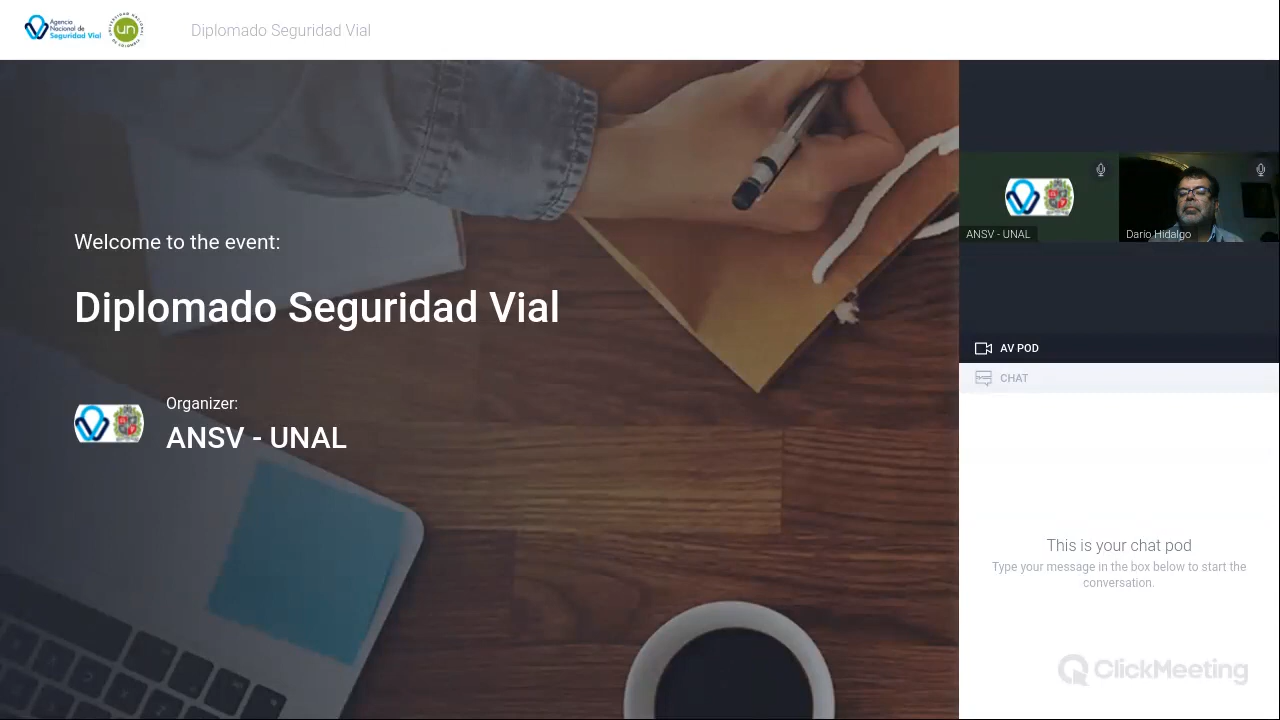 Agencia
Nacional de
Seguridad Vial
un
Diplomado Seguridad Vial
Welcome to the event:
Diplomado Seguridad Vial
Organizer:
ANSV - UNAL
ANSV - UNAL
Darío Hidalgo
AV POD
CHAT
This is your chat pod
Type your message in the box below to start the
conversation.
ClickMeeting